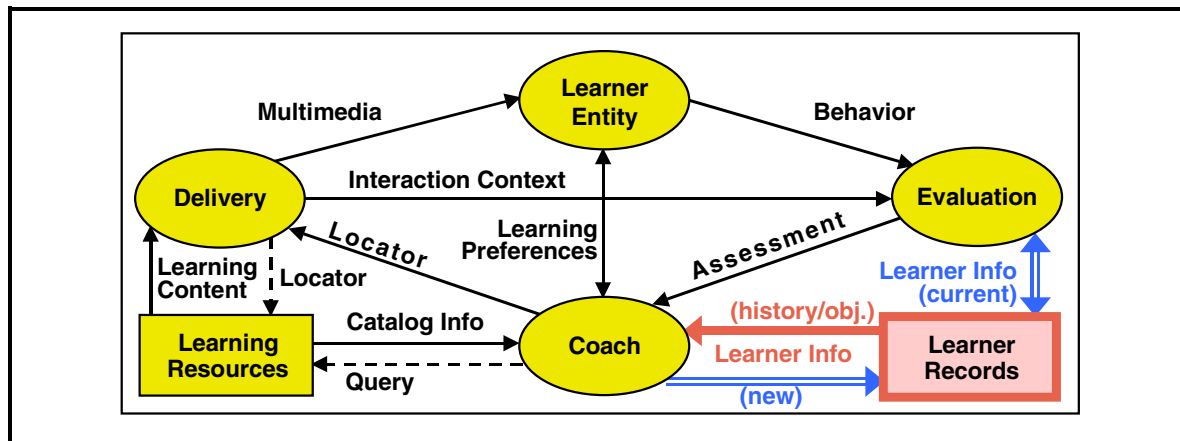 Learner
Entity
Multimedia
Behavior
Delivery
Interaction Context
Evaluation
Locator
Learning
Preferences
Assessment
Learning
Content
Locator
Learner Info
(current)
Learning
Resources
Catalog Info
Query
Coach
(history/obj.)
Learner Info
(new)
Learner
Records